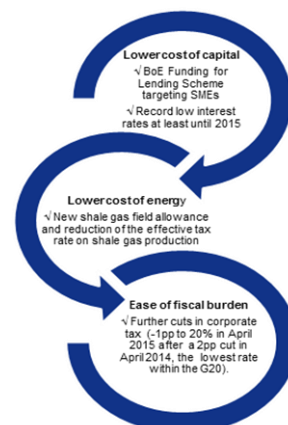 Lower cost of capital
√ BoE Funding for
Lending Scheme
targeting SMEs
√ Record low interest
rates at least until 2015
Lower cost of energy
√ New shale gas field allowance
and reduction of the effective tax
rate on shale gas production
Ease of fiscal burden
√ Further cuts in corporate
tax (-1pp to 20% in April
2015 after a 2pp cut in
April 2014, the lowest rate
within the G20).